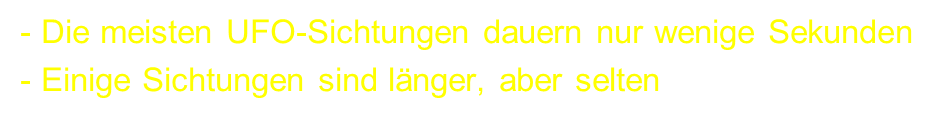 - Die meisten UFO-Sichtungen dauern nur wenige Sekunden
- Einige Sichtungen sind länger, aber selten